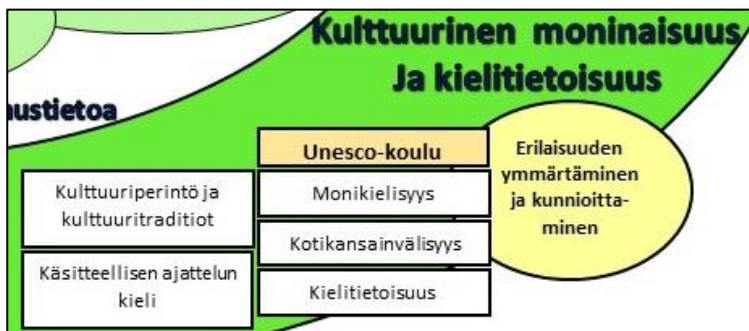 Kulttuurinen moninaisuus
Ja kielitietoisuus
austietoa
Unesco-koulu
Erilaisuuden
ymmärtäminen
ja kunnioitta-
minen
Kulttuuriperintö ja
kulttuuritraditiot
Monikielisyys
Kotikansainvälisyys
Käsitteellisen ajattelun
kieli
Kielitietoisuus